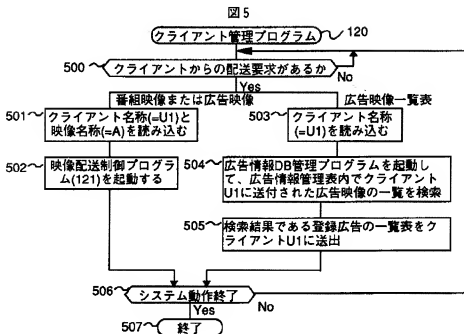 図5
クライアント管理プログラム
120
500
クライアントからの配送要求があるか
No
Yes
番組映像または広告映像
広告映像一覧表
501
クライアント名称(=U1)と
映像名称(=A)を読み込む
503
クライアント名称
(=U1)を読み込む
502
映像配送制御プログラ
ム(121)を起動する
504
広告情報DB管理プログラムを起動し
て、広告情報管理表内でクライアント
U1に送付された広告映像の一覧を検索
505
検索結果である登録広告の一覧表をク
ライアントU1に送出
506
システム動作終了
No
Yes
507
終了